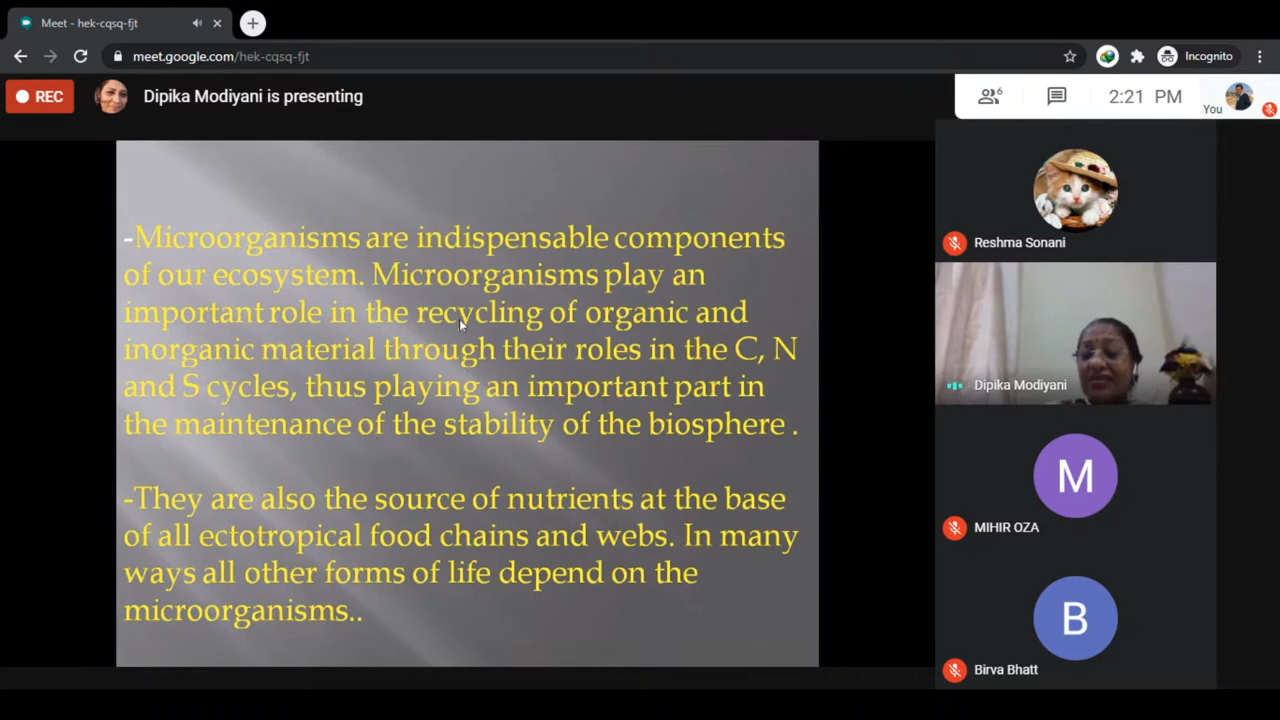 Meet - hek-cqsq-fjt
meet.google.com/hek-cqsq-fjt
Incognito
REC
Dipika Modiyani is presenting
6
2:21 PM
You
-Microorganisms are indispensable components
of our ecosystem. Microorganisms play an
important role in the recycling of organic and
inorganic material through their roles in the C, N
and S cycles, thus playing an important part in
the maintenance of the stability of the biosphere .
-They are also the source of nutrients at the base
of all ectotropical food chains and webs. In many
ways all other forms of life depend on the
microorganisms..
Reshma Sonani
Dipika Modiyani
M
MIHIR OZA
B
Birva Bhatt